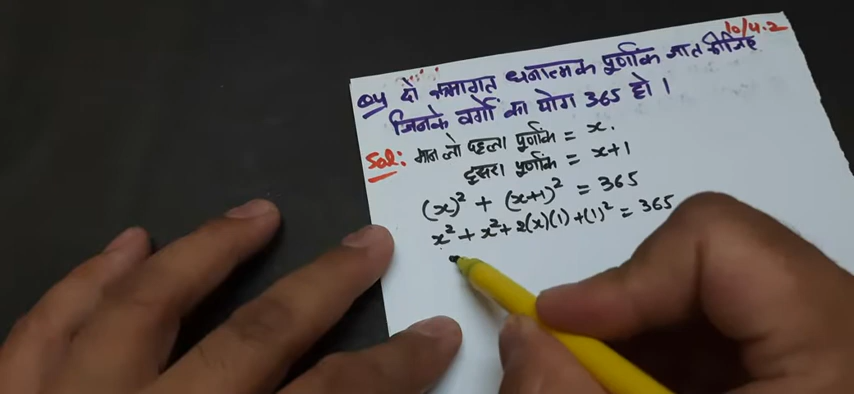 10/4.2
Q4 दो क्रमागत धनात्मक पूर्णांक ज्ञात कीजिए
जिनके वर्गों का योग 365 हो।
Sol: मान लो पहला पूर्णांक = x.
दूसरा पूर्णांक = x+1
(x)² + (x+1)² = 365
x² + x² + 2(x)(1) + (1)² = 365